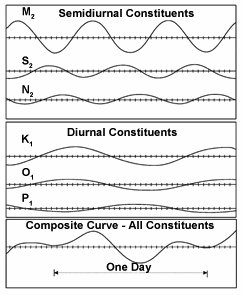 Semidiurnal Constituents
M2
S2
N2
Diurnal Constituents
K1
O1
P1
Composite Curve - All Constituents
One Day